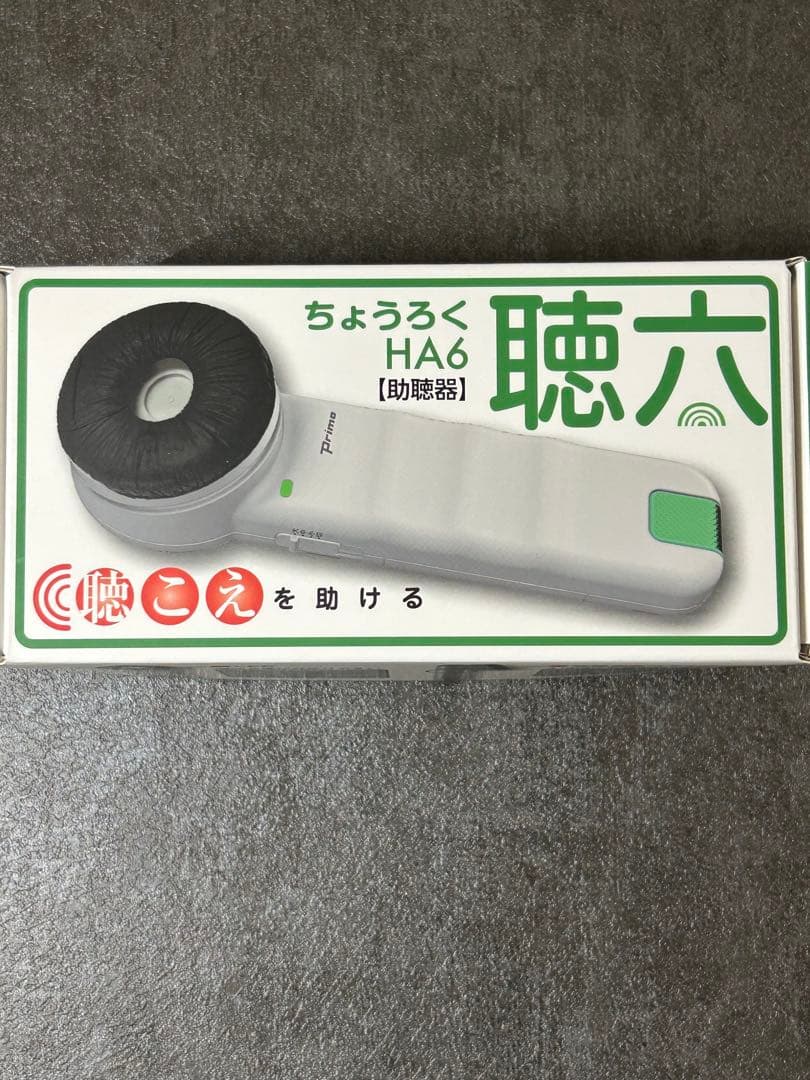 ちょうろく
HA6
【助聴器】
聴六
Primo
聴こえを助ける